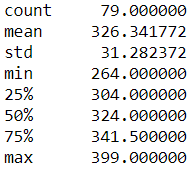 count 79.000000
mean 326.341772
std 31.282372
min 264.000000
25% 304.000000
50% 324.000000
75% 341.500000
max 399.000000